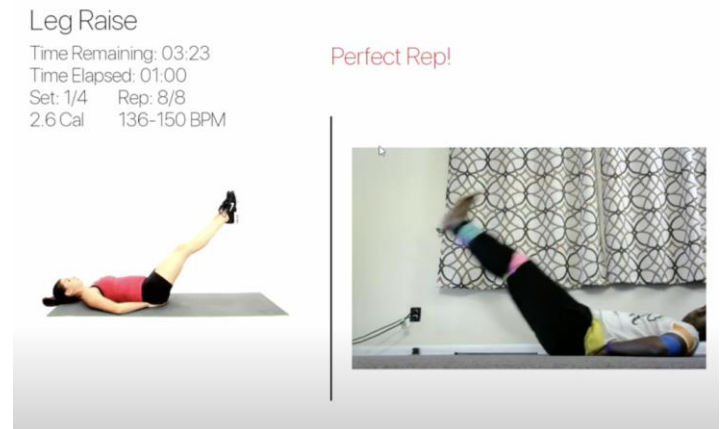 Leg Raise
Time Remaining: 03:23
Time Elapsed: 01:00
Set: 1/4 Rep: 8/8
2.6 Cal 136-150 BPM
Perfect Rep!